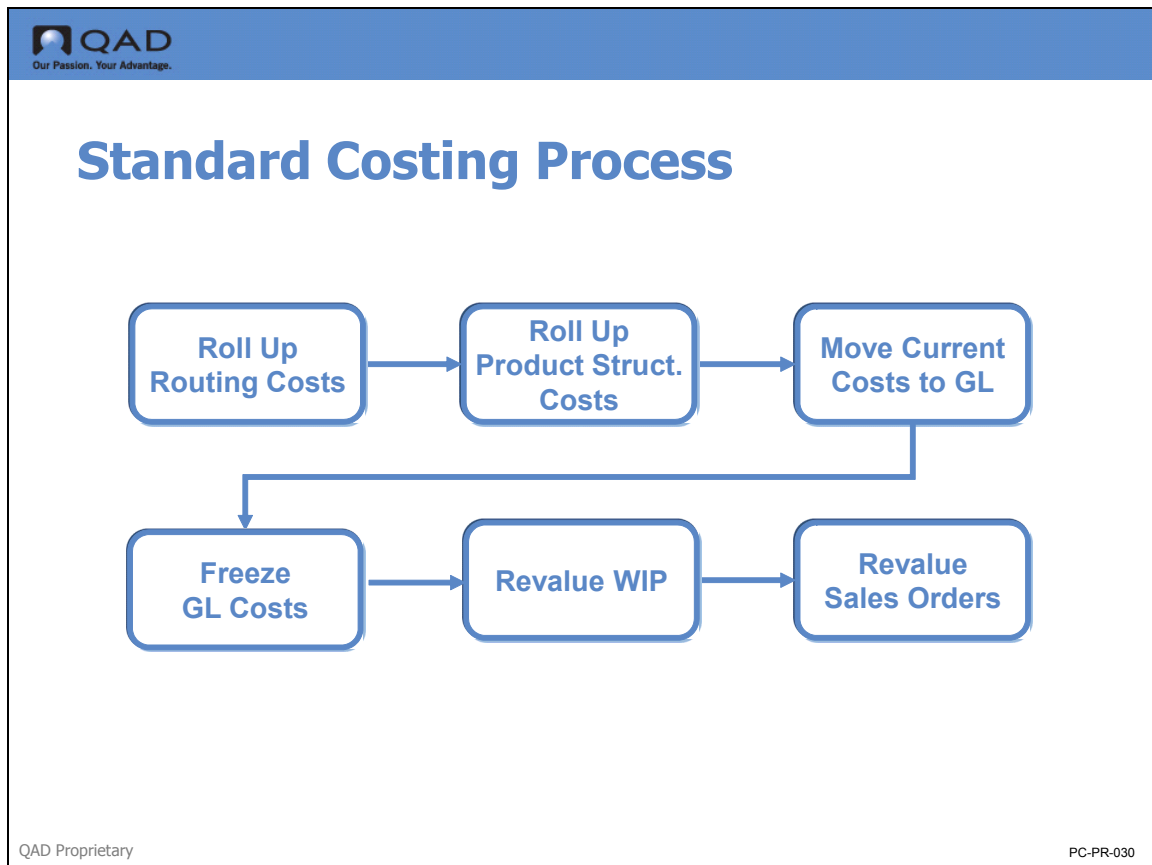 QAD
Our Passion. Your Advantage.
Standard Costing Process
Roll Up
Routing Costs
Roll Up
Product Struct.
Costs
Move Current
Costs to GL
Freeze
GL Costs
Revalue WIP
Revalue
Sales Orders
QAD Proprietary
PC-PR-030